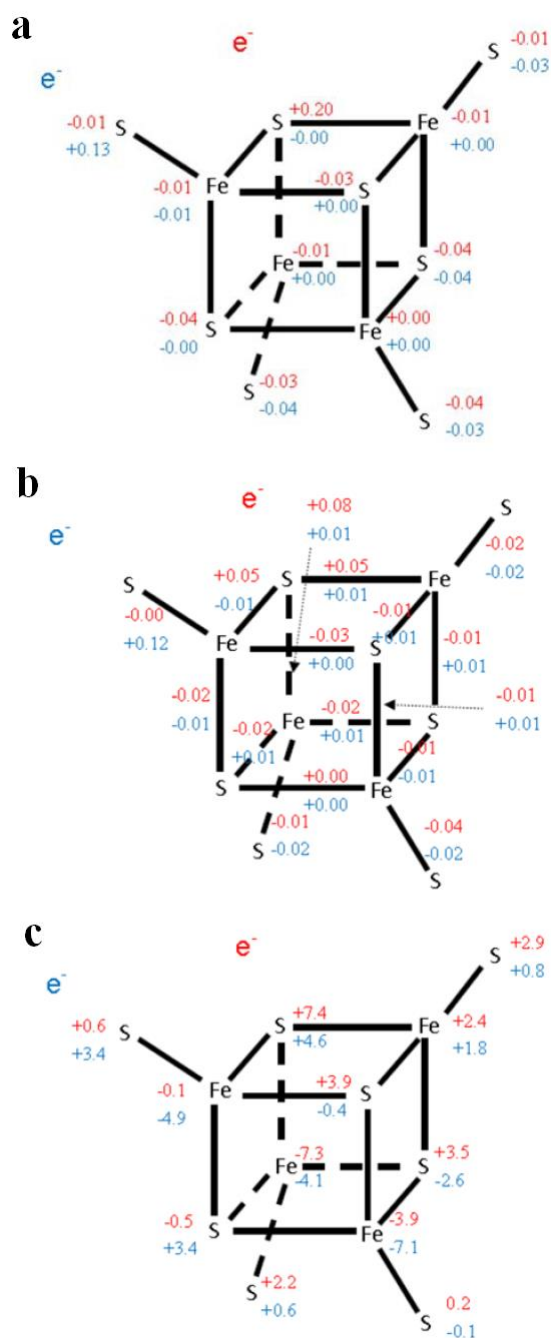 a
e⁻
e⁻
S
-0.01
-0.03
-0.01
+0.13
S
S
+0.20
-0.00
Fe
-0.01
+0.00
-0.01
-0.01
Fe
-0.03
+0.00
S
Fe
-0.01
+0.00
S
-0.04
-0.04
-0.04
-0.00
S
Fe
+0.00
+0.00
S
-0.03
-0.04
S
-0.04
-0.03
b
e⁻
e⁻
+0.08
+0.01
S
-0.02
-0.02
S
-0.00
+0.12
+0.05
-0.01
S
+0.05
+0.01
Fe
-0.01
+0.01
Fe
-0.03
+0.00
S
-0.01
+0.01
-0.02
-0.01
-0.01
+0.01
-0.02
+0.01
Fe
-0.02
+0.01
S
-0.01
-0.01
S
+0.00
+0.00
Fe
-0.01
-0.02
S
-0.04
-0.02
S
c
e⁻
e⁻
S
+2.9
+0.8
+0.6
+3.4
S
S
+7.4
+4.6
Fe
+2.4
+1.8
-0.1
-4.9
Fe
+3.9
-0.4
S
Fe
-7.3
-4.1
S
+3.5
-2.6
-0.5
+3.4
S
Fe
-3.9
-7.1
S
+2.2
+0.6
S
0.2
-0.1